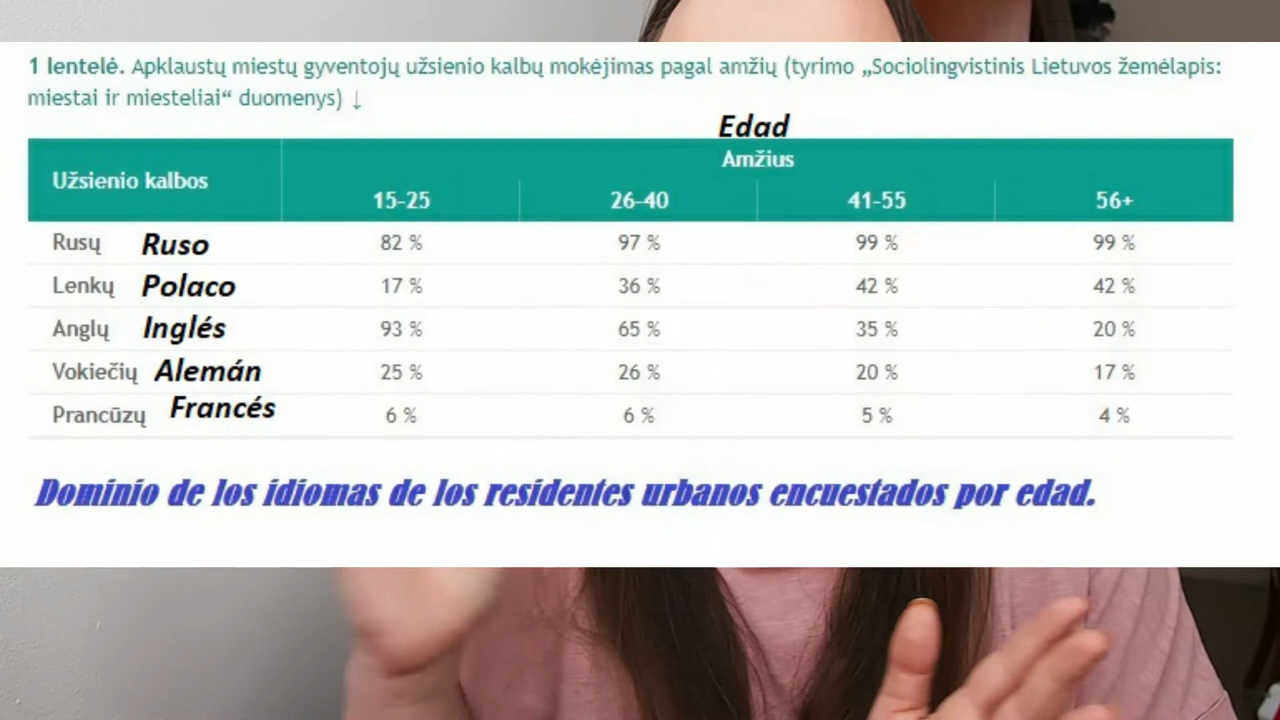 1 lentelė. Apklaustų miestų gyventojų užsienio kalbų mokėjimas pagal amžių (tyrimo „Sociolingvistinis Lietuvos žemėlapis:
miestai ir miesteliai“ duomenys) ↓
Edad
Užsienio kalbos Amžius
15-25 26-40 41-55 56+
Rusų Ruso 82 % 97 % 99 % 99 %
Lenkų Polaco 17 % 36 % 42 % 42 %
Anglų Inglés 93 % 65 % 35 % 20 %
Vokiečių Alemán 25 % 26 % 20 % 17 %
Prancūzų Francés 6 % 6 % 5 % 4 %
Dominio de los idiomas de los residentes urbanos encuestados por edad.